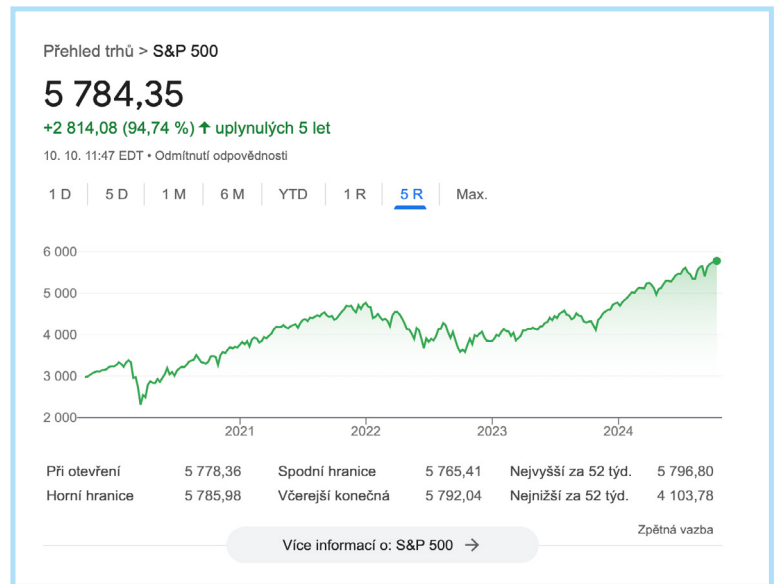 Přehled trhů > S&P 500
5 784,35
+2 814,08 (94,74 %) ↑ uplynulých 5 let
10. 10. 11:47 EDT • Odmítnutí odpovědnosti
1 D 5 D 1 M 6 M YTD 1 R 5 R Max.
6 000
5 000
4 000
3 000
2 000
2021 2022 2023 2024
Při otevření 5 778,36 Spodní hranice 5 765,41 Nejvyšší za 52 týd. 5 796,80
Horní hranice 5 785,98 Včerejší konečná 5 792,04 Nejnižší za 52 týd. 4 103,78
Zpětná vazba
Více informací o: S&P 500 →